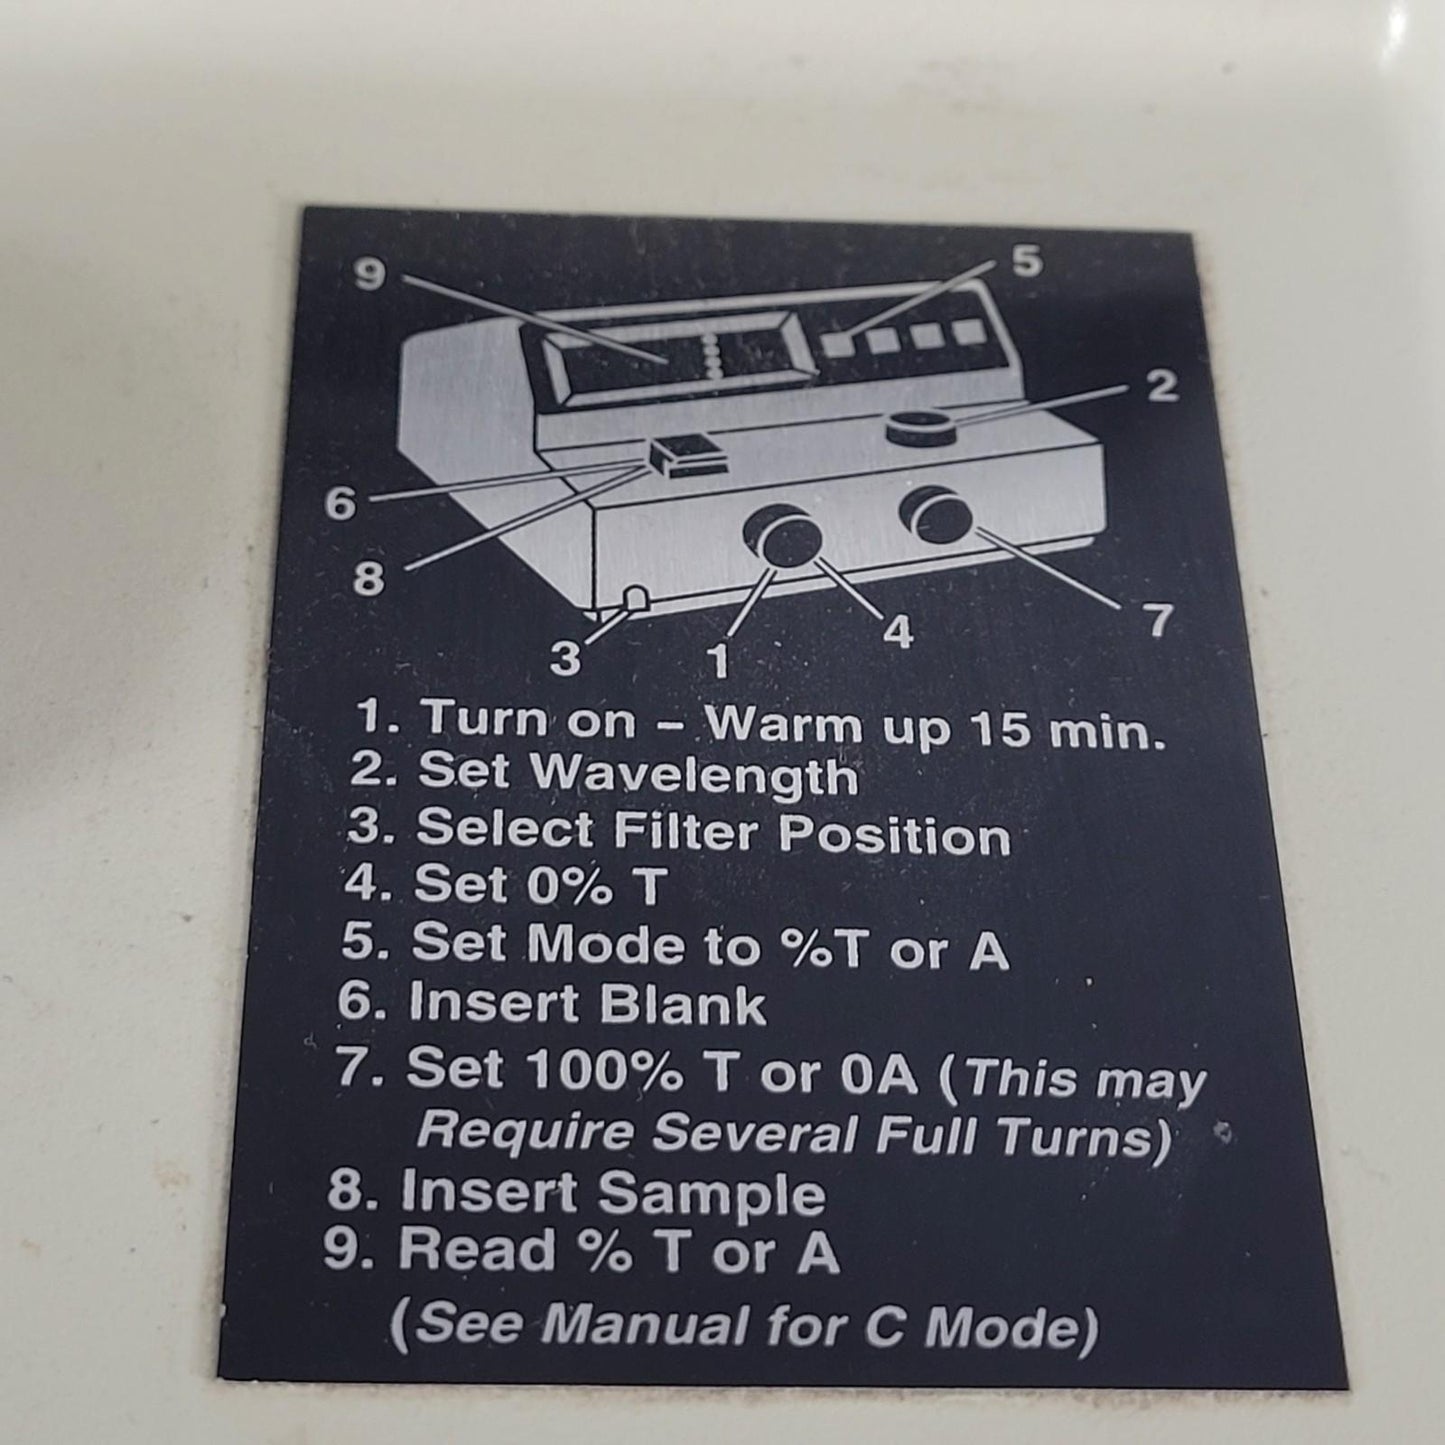 9
5
2
6
8
7
4
3
1
1. Turn on – Warm up 15 min.
2. Set Wavelength
3. Select Filter Position
4. Set 0% T
5. Set Mode to %T or A
6. Insert Blank
7. Set 100% T or 0A (This may
Require Several Full Turns)
8. Insert Sample
9. Read % T or A
(See Manual for C Mode)